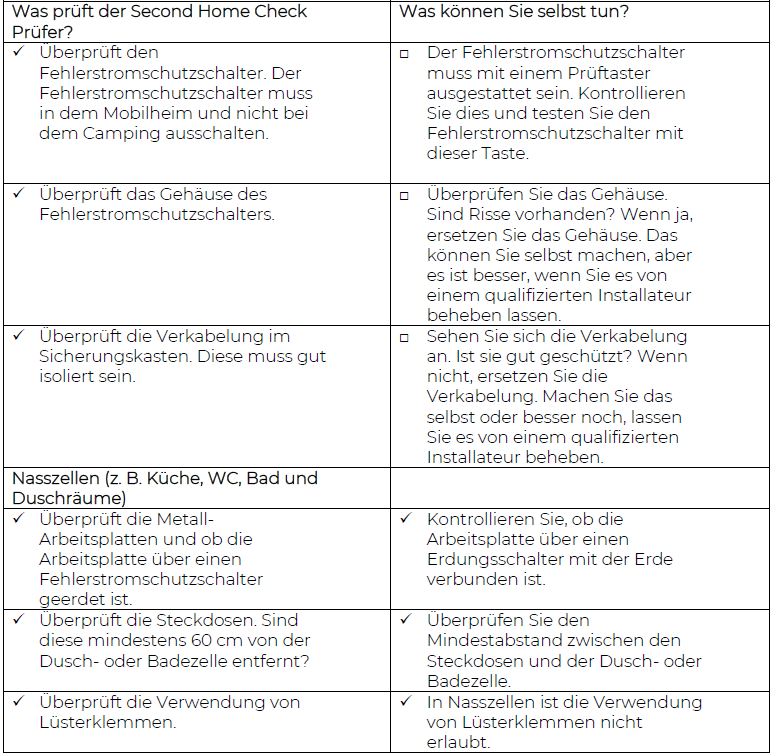 Was prüft der Second Home Check
Prüfer?
Was können Sie selbst tun?
✓ Überprüft den
Fehlerstromschutzschalter. Der
Fehlerstromschutzschalter muss
in dem Mobilheim und nicht bei
dem Camping ausschalten.
□ Der Fehlerstromschutzschalter
muss mit einem Prüftaster
ausgestattet sein. Kontrollieren
Sie dies und testen Sie den
Fehlerstromschutzschalter mit
dieser Taste.
✓ Überprüft das Gehäuse des
Fehlerstromschutzschalters.
□ Überprüfen Sie das Gehäuse.
Sind Risse vorhanden? Wenn ja,
ersetzen Sie das Gehäuse. Das
können Sie selbst machen, aber
es ist besser, wenn Sie es von
einem qualifizierten Installateur
beheben lassen.
✓ Überprüft die Verkabelung im
Sicherungskasten. Diese muss gut
isoliert sein.
□ Sehen Sie sich die Verkabelung
an. Ist sie gut geschützt? Wenn
nicht, ersetzen Sie die
Verkabelung. Machen Sie das
selbst oder besser noch, lassen
Sie es von einem qualifizierten
Installateur beheben.
Nasszellen (z. B. Küche, WC, Bad und
Duschräume)
✓ Überprüft die Metall-
Arbeitsplatten und ob die
Arbeitsplatte über einen
Fehlerstromschutzschalter
geerdet ist.
✓ Kontrollieren Sie, ob die
Arbeitsplatte über einen
Erdungsschalter mit der Erde
verbunden ist.
✓ Überprüft die Steckdosen. Sind
diese mindestens 60 cm von der
Dusch- oder Badezelle entfernt?
✓ Überprüfen Sie den
Mindestabstand zwischen den
Steckdosen und der Dusch- oder
Badezelle.
✓ Überprüft die Verwendung von
Lüsterklemmen.
✓ In Nasszellen ist die Verwendung
von Lüsterklemmen nicht
erlaubt.